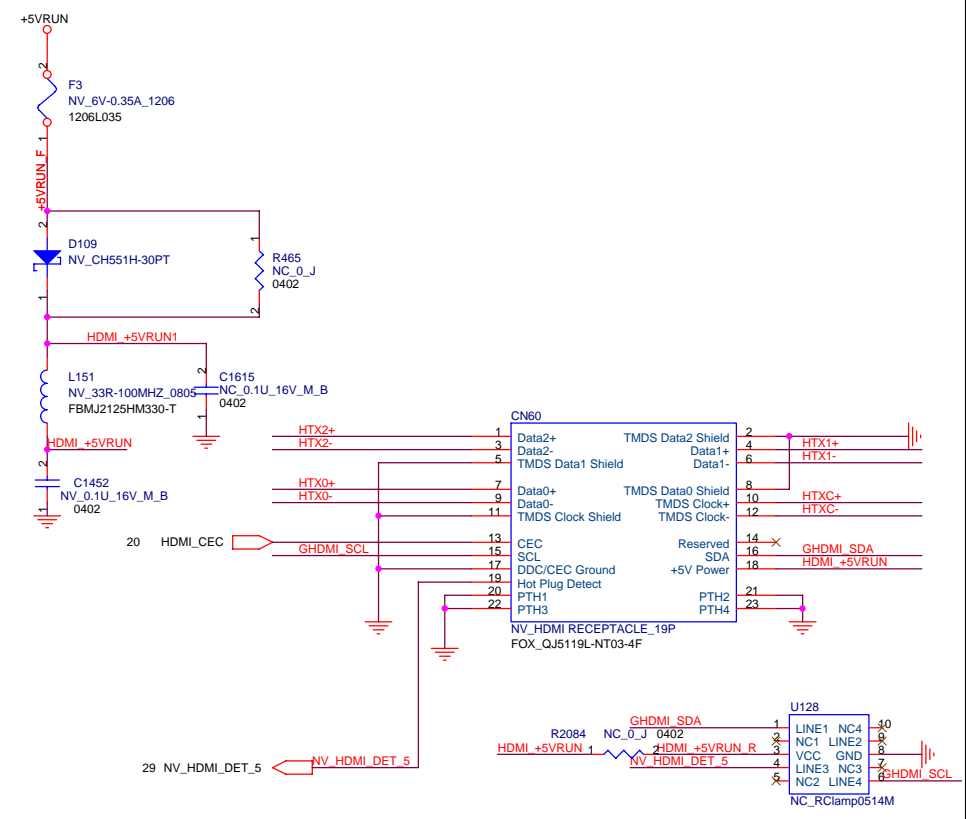 +5VRUN
2
F3
NV_6V-0.35A_1206
1206L035
1
+5VRUN_F
2
D109
NV_CH551H-30PT
1
1
R465
NC_0_J
0402
2
HDMI_+5VRUN1
L151
NV_33R-100MHZ_0805
FBMJ2125HM330-T
2
C1615
NC_0.1U_16V_M_B
0402
1
HDMI_+5VRUN
2
C1452
NV_0.1U_16V_M_B
0402
1
CN60
HTX2+ 1 Data2+ TMDS Data2 Shield 2
HTX2- 3 Data2- Data1+ 4 HTX1+
5 TMDS Data1 Shield Data1- 6 HTX1-
HTX0+ 7 Data0+ TMDS Data0 Shield 8
HTX0- 9 Data0- TMDS Clock+ 10 HTXC+
11 TMDS Clock Shield TMDS Clock- 12 HTXC-
20 HDMI_CEC 13 CEC Reserved 14
GHDMI_SCL 15 SCL SDA 16 GHDMI_SDA
17 DDC/CEC Ground +5V Power 18 HDMI_+5VRUN
19 Hot Plug Detect
20 PTH1 PTH2 21
22 PTH3 PTH4 23
NV_HDMI RECEPTACLE_19P
FOX_QJ5119L-NT03-4F
29 NV_HDMI_DET_5 NV_HDMI_DET_5
U128
GHDMI_SDA 1 LINE1 NC4 10
R2084 NC_0_J 0402
2 NC1 LINE2 9
HDMI_+5VRUN 1 2 HDMI_+5VRUN_R 3 VCC GND 8
NV_HDMI_DET_5 4 LINE3 NC3 7
5 NC2 LINE4 6 GHDMI_SCL
NC_RClamp0514M